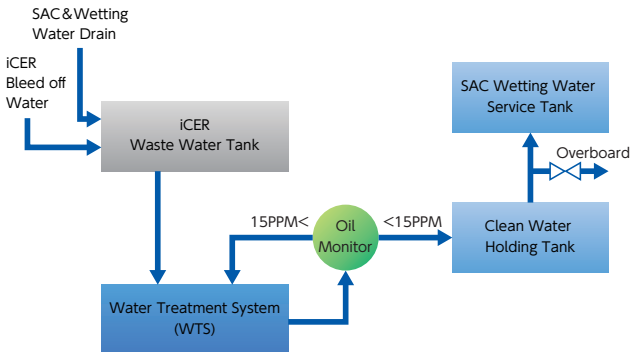 SAC&Wetting
Water Drain
iCER
Bleed off
Water
iCER
Waste Water Tank
SAC Wetting Water
Service Tank
Overboard
15PPM<
Oil
Monitor
<15PPM
Clean Water
Holding Tank
Water Treatment System
(WTS)